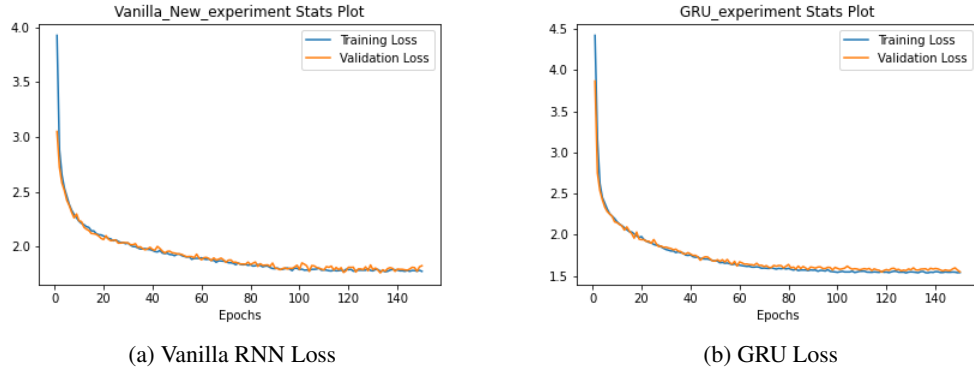 Vanilla_New_experiment Stats Plot
4.0
3.5
3.0
2.5
2.0
Training Loss
Validation Loss
0 20 40 60 80 100 120 140
Epochs
(a) Vanilla RNN Loss
GRU_experiment Stats Plot
4.5
4.0
3.5
3.0
2.5
2.0
1.5
Training Loss
Validation Loss
0 20 40 60 80 100 120 140
Epochs
(b) GRU Loss